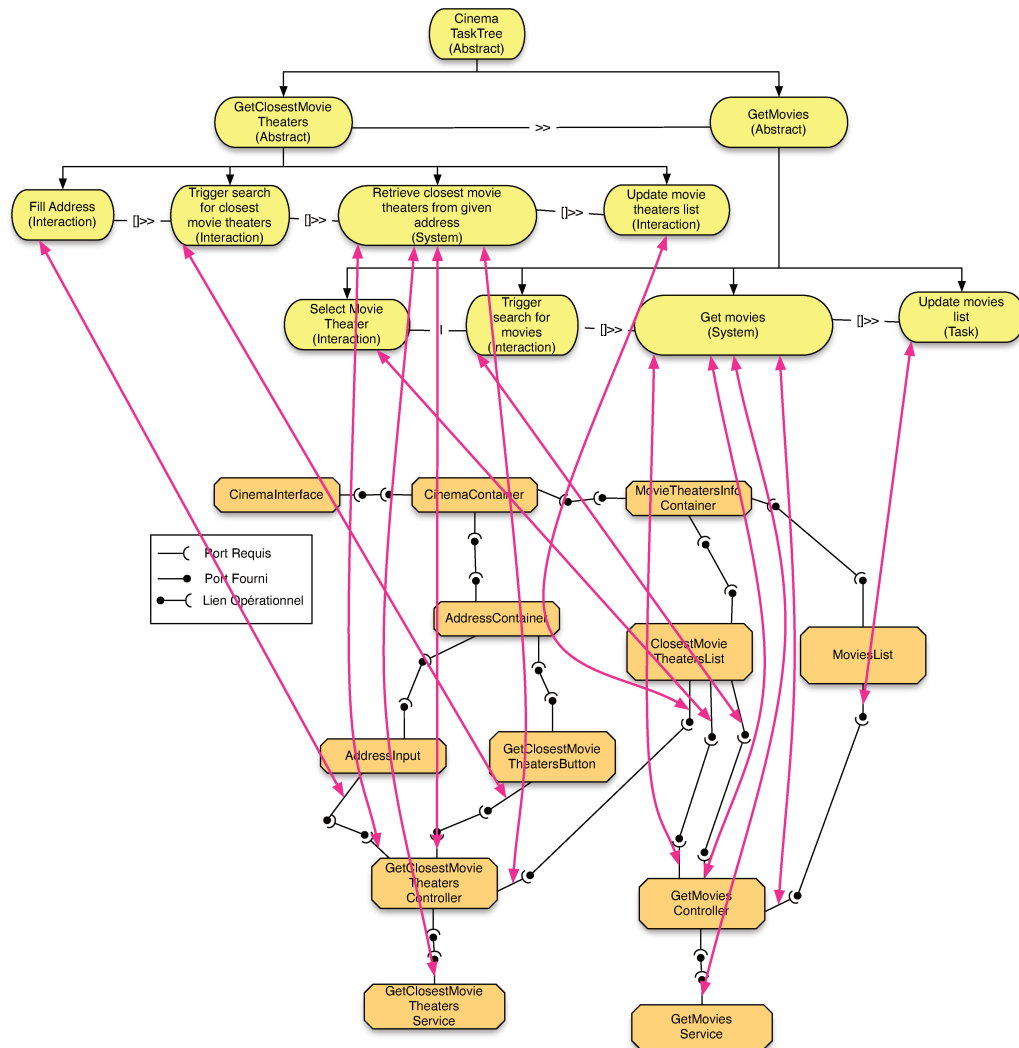 Cinema
TaskTree
(Abstract)
GetClosestMovie
Theaters
(Abstract)
>>
GetMovies
(Abstract)
Fill Address
(Interaction)
[]>>
Trigger search
for closest
movie theaters
(Interaction)
[]>>
Retrieve closest movie
theaters from given
address
(System)
[]>>
Update movie
theaters list
(Interaction)
Select Movie
Theater
(Interaction)
I
Trigger
search for
movies
(Interaction)
[]>>
Get movies
(System)
[]>>
Update movies
list
(Task)
CinemaInterface
CinemaContainer
MovieTheatersInfo
Container
Port Requis
Port Fourni
Lien Opérationnel
AddressContainer
ClosestMovie
TheatersList
MoviesList
AddressInput
GetClosestMovie
TheatersButton
GetClosestMovie
Theaters
Controller
GetMovies
Controller
GetClosestMovie
Theaters
Service
GetMovies
Service